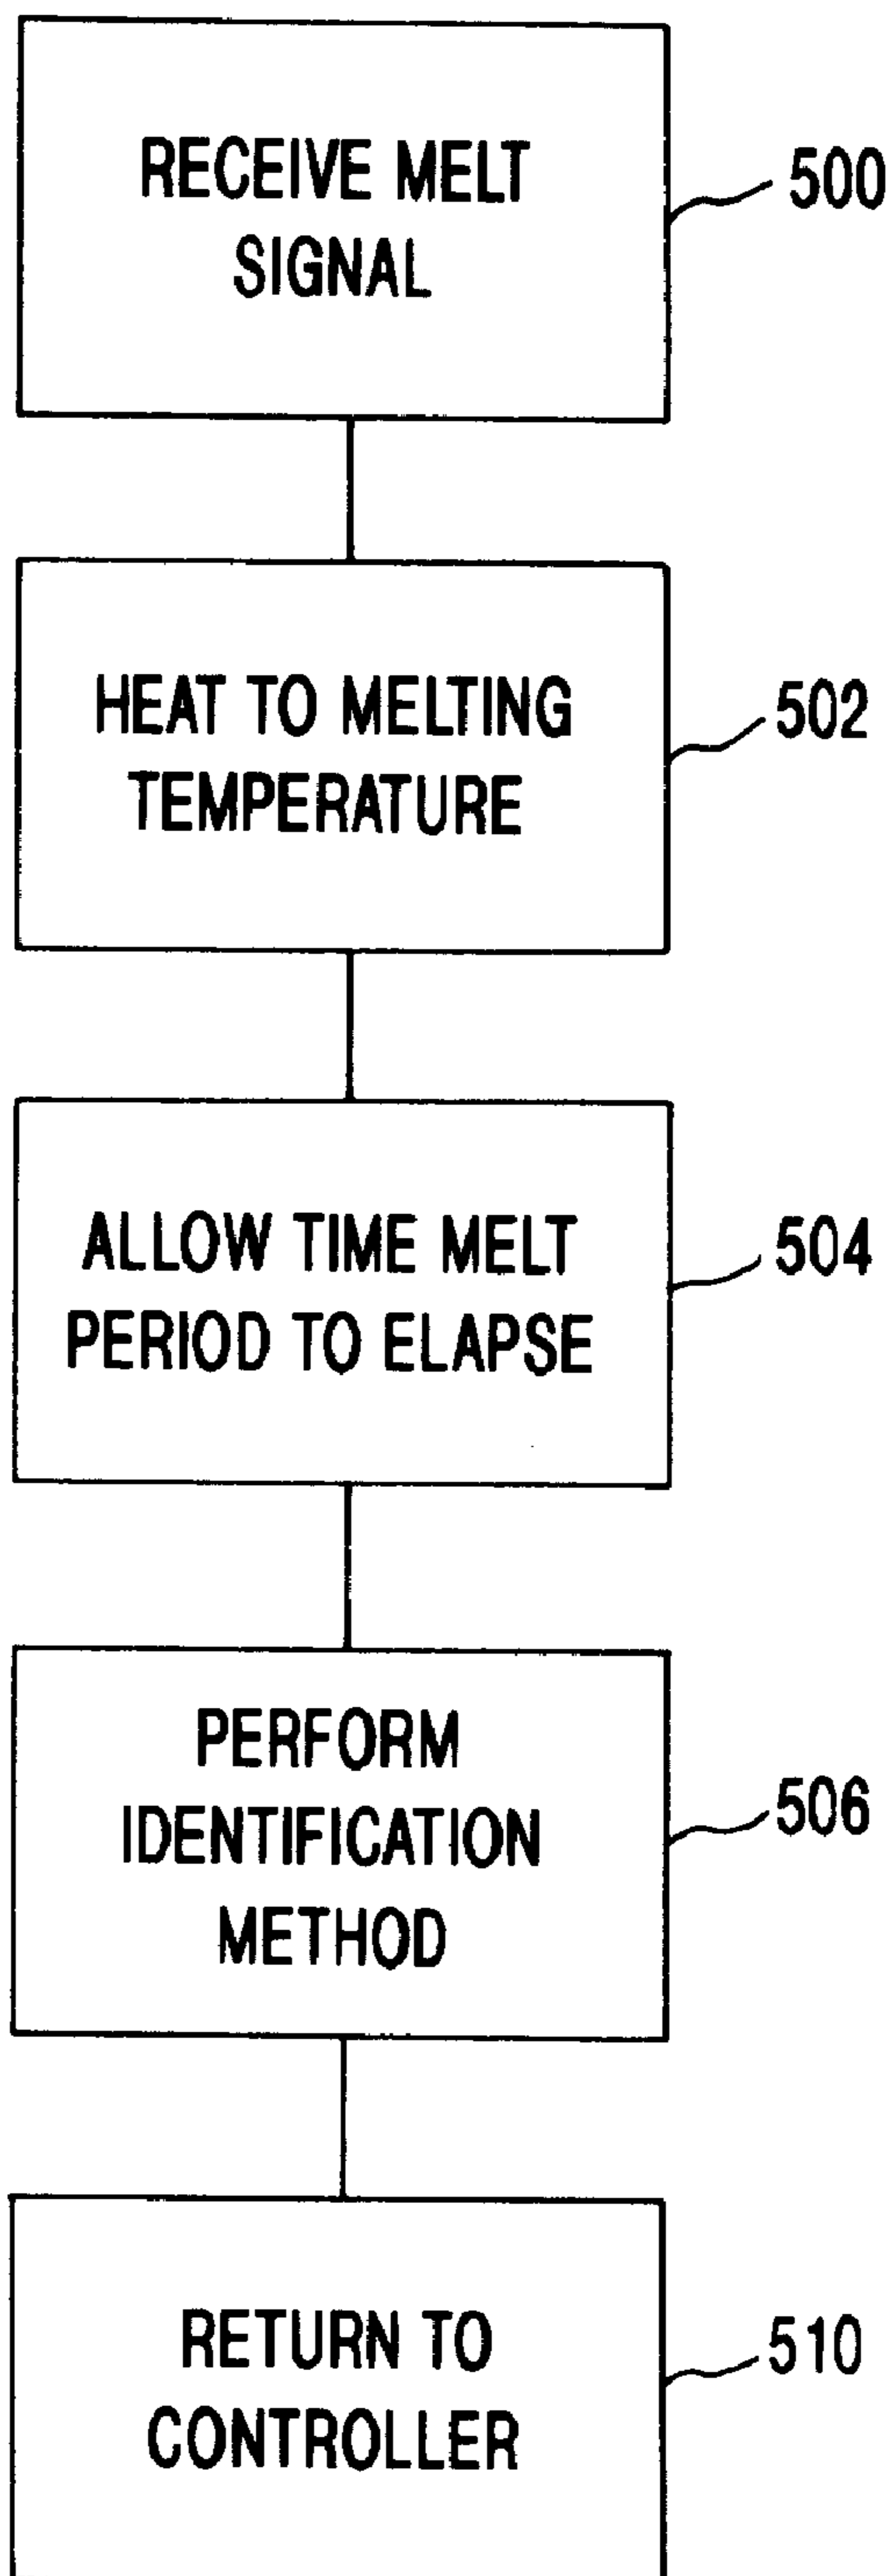 RECEIVE MELT
SIGNAL
500
HEAT TO MELTING
TEMPERATURE
502
ALLOW TIME MELT
PERIOD TO ELAPSE
504
PERFORM
IDENTIFICATION
METHOD
506
RETURN TO
CONTROLLER
510